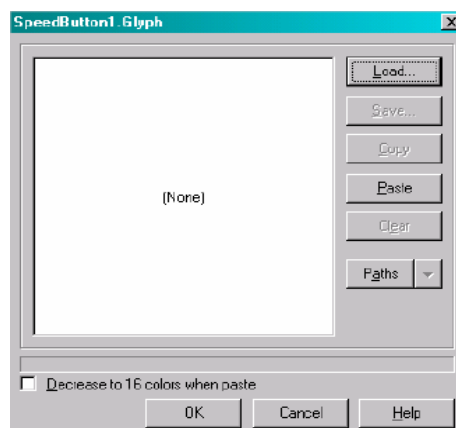 SpeedButton1.Glyph
Load...
Save...
Copy
(None)
Paste
Clear
Paths
Decrease to 16 colors when paste
OK Cancel Help